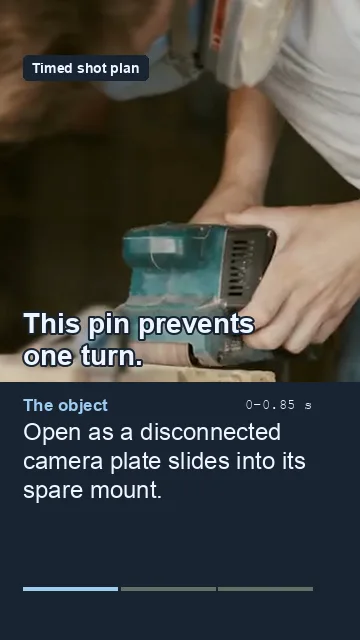 Timed shot plan
This pin prevents
one turn.
The object
0–0.85 s
Open as a disconnected
camera plate slides into its
spare mount.